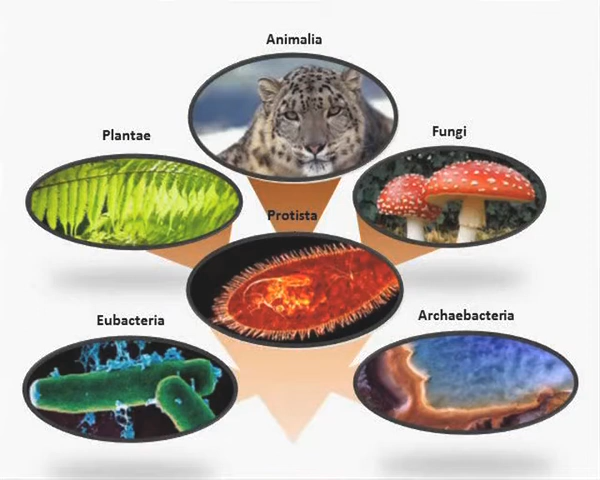 Animalia
Plantae
Fungi
Protista
Eubacteria
Archaebacteria